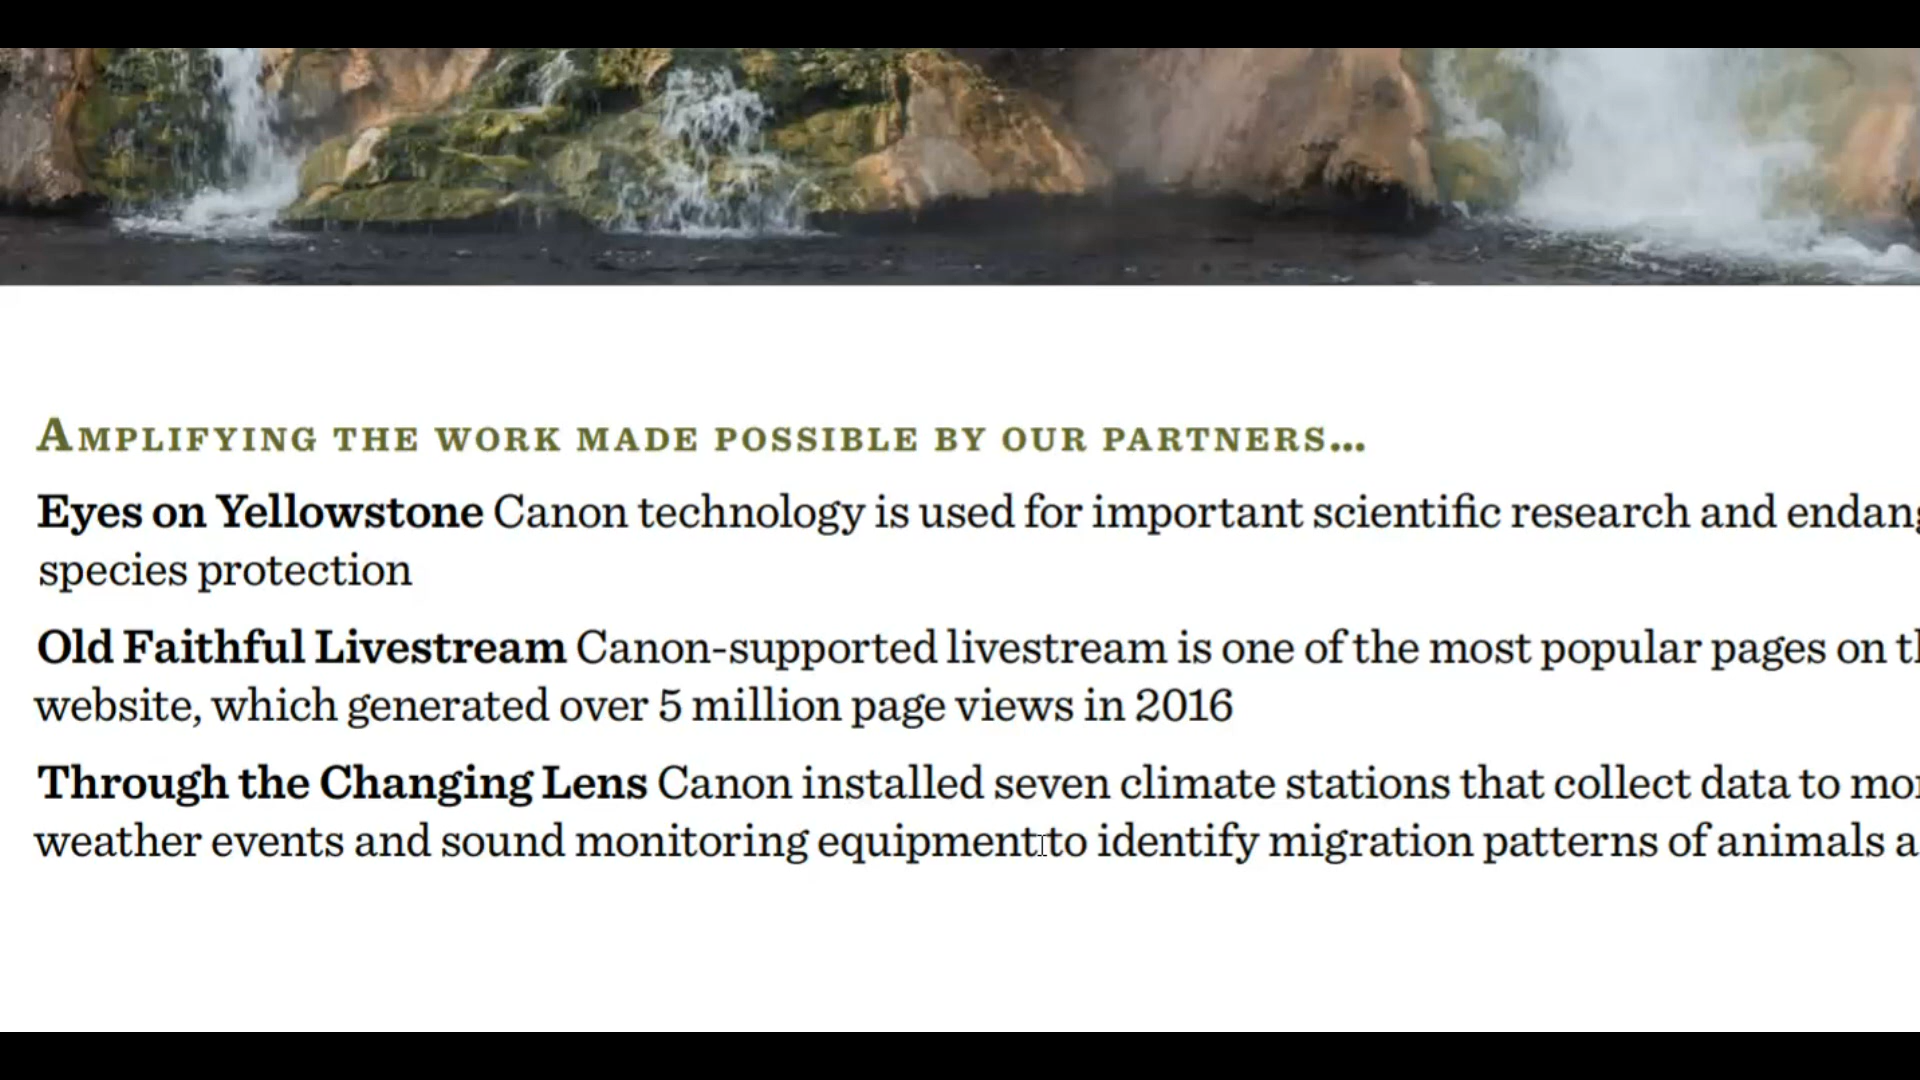 Amplifying the work made possible by our partners...
Eyes on Yellowstone Canon technology is used for important scientific research and
species protection
Old Faithful Livestream Canon-supported livestream is one of the most popular pages on
website, which generated over 5 million page views in 2016
Through the Changing Lens Canon installed seven climate stations that collect data to
weather events and sound monitoring equipment to identify migration patterns of animals